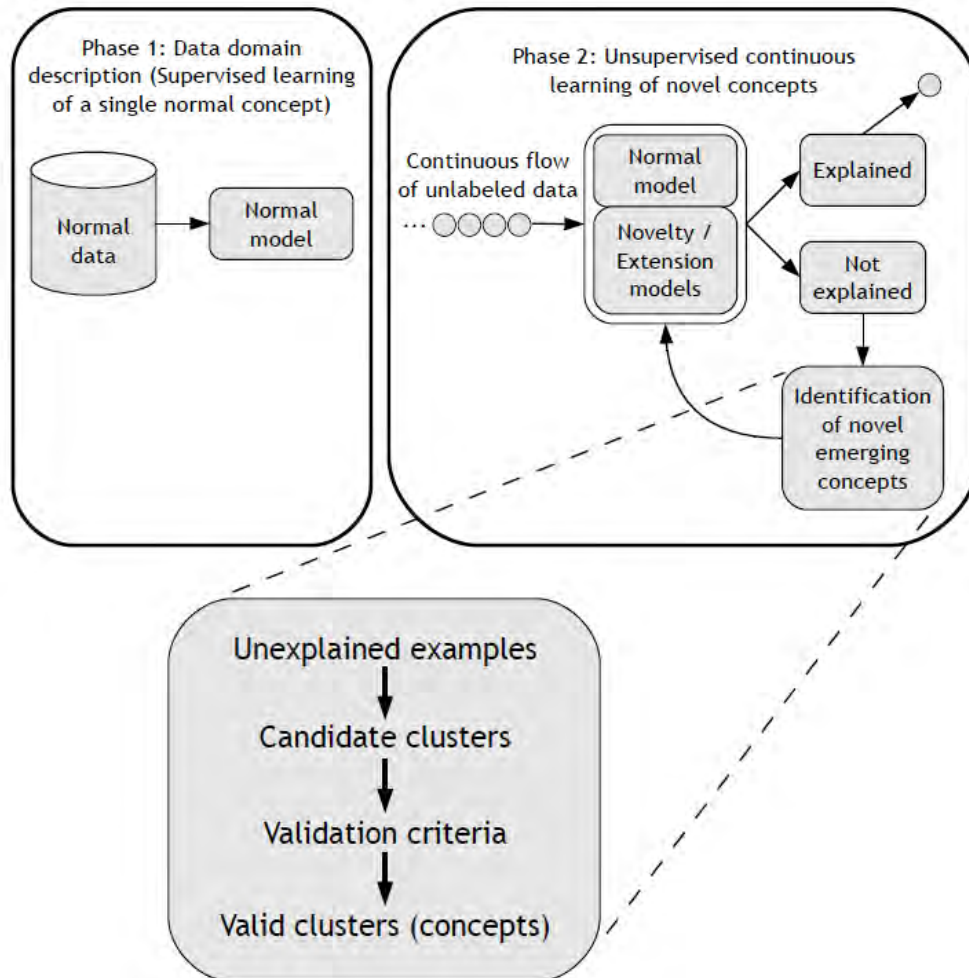 Phase 1: Data domain
description (Supervised learning
of a single normal concept)
Normal
data
Normal
model
Phase 2: Unsupervised continuous
learning of novel concepts
Continuous flow
of unlabeled data
...
Normal
model
Novelty /
Extension
models
Explained
Not
explained
Identification
of novel
emerging
concepts
Unexplained examples
Candidate clusters
Validation criteria
Valid clusters (concepts)